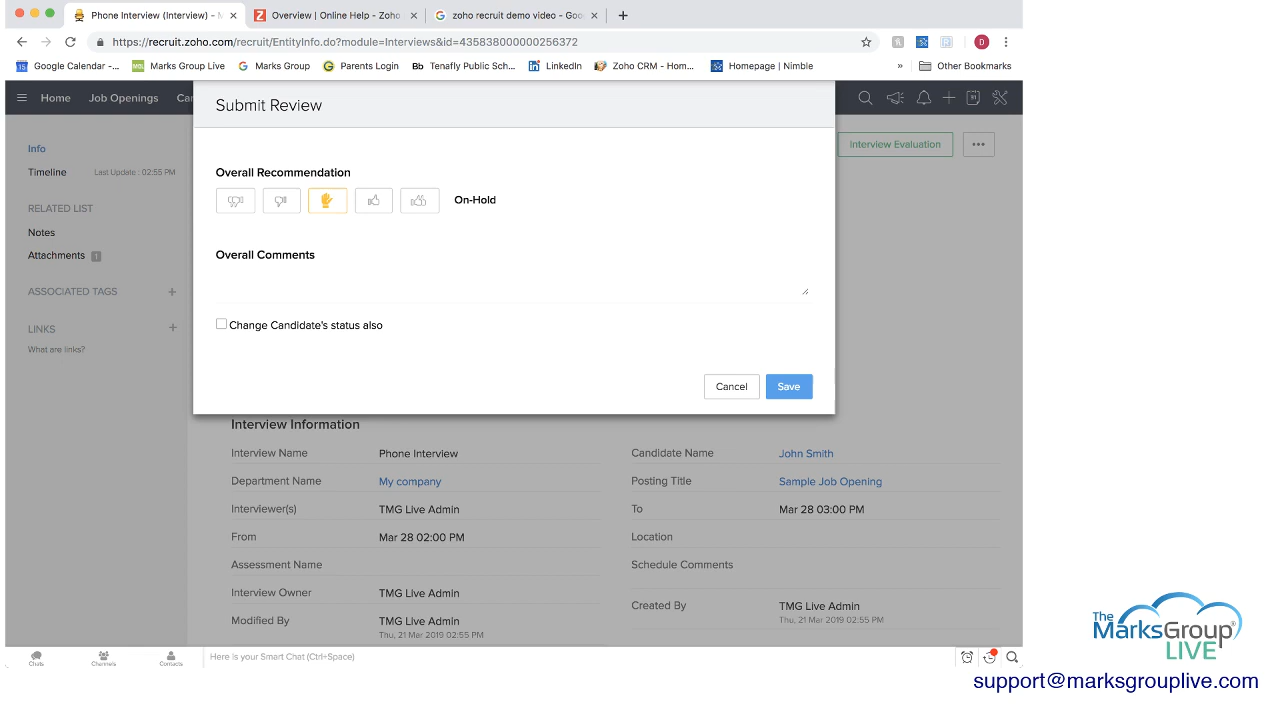 Phone Interview (Interview) - M
Overview | Online Help - Zoho
zoho recruit demo video - Goo
https://recruit.zoho.com/recruit/EntityInfo.do?module=Interviews&id=435838000000256372
D
15 Google Calendar -...
MGL Marks Group Live
Marks Group
Parents Login
Bb Tenafly Public Sch...
LinkedIn
Zoho CRM - Hom...
Homepage | Nimble
»
Other Bookmarks
Home
Job Openings
Can
Submit Review
Interview Evaluation
Info
Timeline
Last Update : 02:55 PM
RELATED LIST
Notes
Attachments 1
ASSOCIATED TAGS
LINKS
What are links?
Overall Recommendation
On-Hold
Overall Comments
Change Candidate's status also
Cancel
Save
Interview Information
Interview Name Phone Interview
Candidate Name John Smith
Department Name My company
Posting Title Sample Job Opening
Interviewer(s) TMG Live Admin
To Mar 28 03:00 PM
From Mar 28 02:00 PM
Location
Assessment Name
Schedule Comments
Interview Owner TMG Live Admin
Created By TMG Live Admin
Thu, 21 Mar 2019 02:55 PM
Modified By TMG Live Admin
Thu, 21 Mar 2019 02:55 PM
Chats
Channels
Contacts
Here is your Smart Chat (Ctrl+Space)
The
MarksGroup®
LIVE
support@marksgrouplive.com